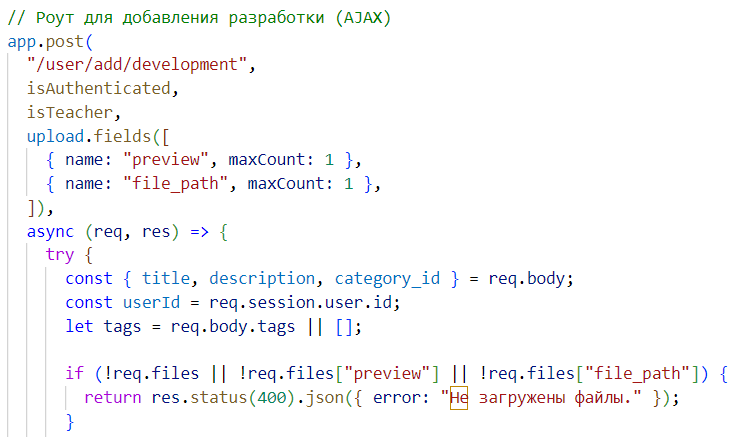 // Роут для добавления разработки (AJAX)
app.post(
  "/user/add/development",
  isAuthenticated,
  isTeacher,
  upload.fields([
    { name: "preview", maxCount: 1 },
    { name: "file_path", maxCount: 1 },
  ]),
  async (req, res) => {
    try {
      const { title, description, category_id } = req.body;
      const userId = req.session.user.id;
      let tags = req.body.tags || [];

      if (!req.files || !req.files["preview"] || !req.files["file_path"]) {
        return res.status(400).json({ error: "Не загружены файлы." });
      }